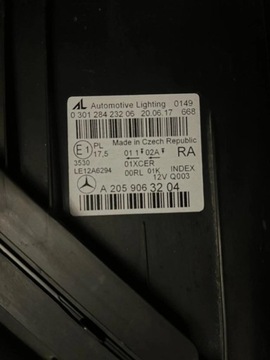 AL Automotive Lighting 0149
0 301 284 232 06 20.06.17 668
Made in Czech Republic
E1 PL 01 1 02A RA
17,5
3530 01XCER
LE12A6294 00RL 01K INDEX
12V Q003
A 205 906 32 04